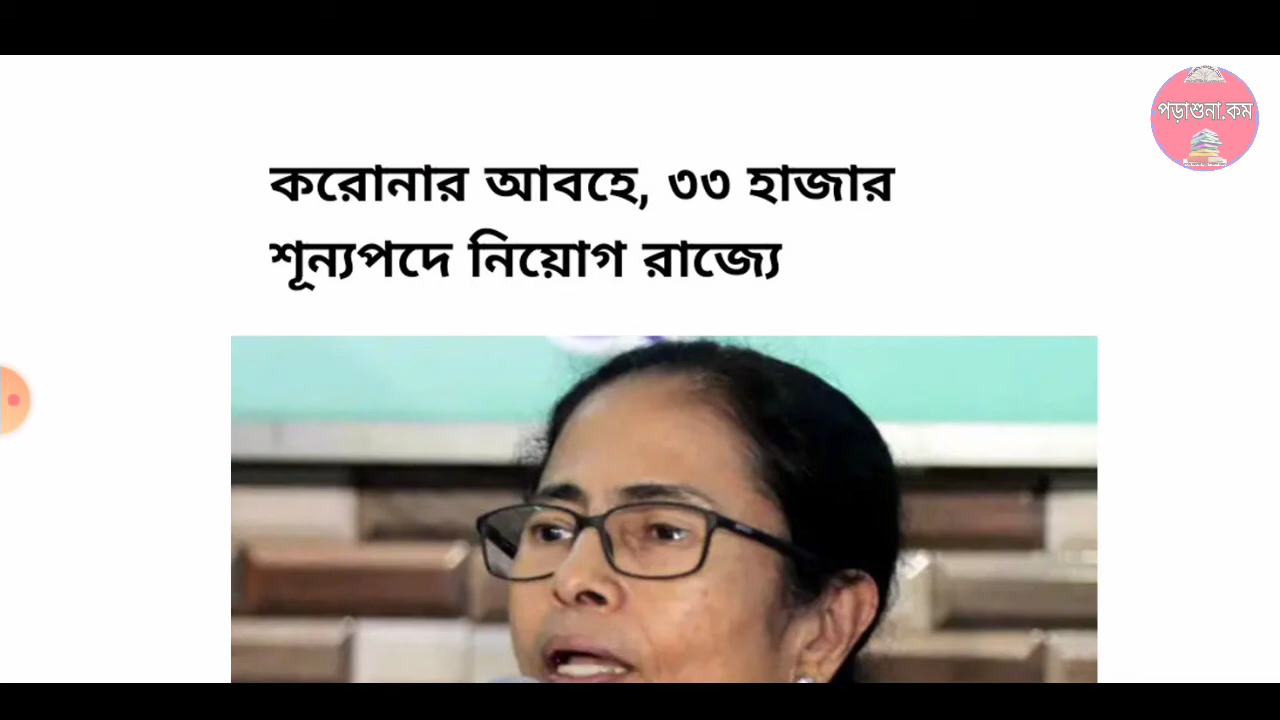 পড়াশুনা.কম
করোনার আবহে, ৩৩ হাজার
শূন্যপদে নিয়োগ রাজ্যে